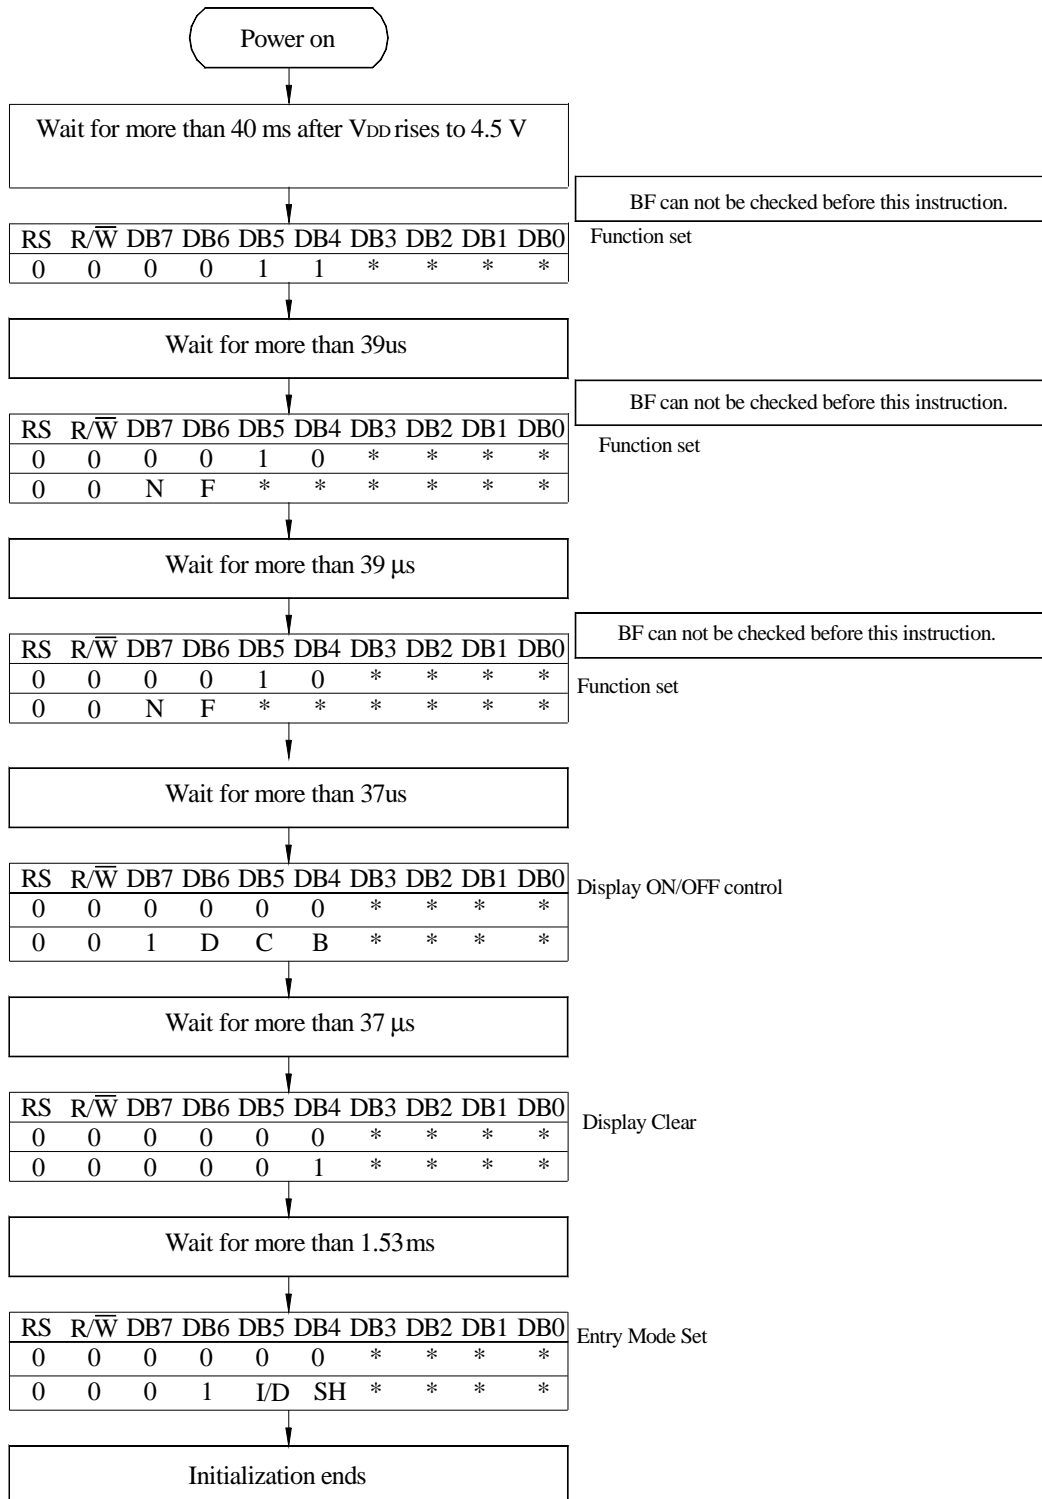 Power on
Wait for more than 40 ms after VDD rises to 4.5 V
BF can not be checked before this instruction.
RS R/W̅ DB7 DB6 DB5 DB4 DB3 DB2 DB1 DB0
Function set
0 0 0 0 1 1 * * * *
Wait for more than 39us
BF can not be checked before this instruction.
RS R/W̅ DB7 DB6 DB5 DB4 DB3 DB2 DB1 DB0
Function set
0 0 0 0 1 0 * * * *
0 0 N F * * * * * *
Wait for more than 39 μs
BF can not be checked before this instruction.
RS R/W̅ DB7 DB6 DB5 DB4 DB3 DB2 DB1 DB0
0 0 0 0 1 0 * * * *
Function set
0 0 N F * * * * * *
Wait for more than 37us
RS R/W̅ DB7 DB6 DB5 DB4 DB3 DB2 DB1 DB0
Display ON/OFF control
0 0 0 0 0 0 * * * *
0 0 1 D C B * * * *
Wait for more than 37 μs
RS R/W̅ DB7 DB6 DB5 DB4 DB3 DB2 DB1 DB0
Display Clear
0 0 0 0 0 0 * * * *
0 0 0 0 0 1 * * * *
Wait for more than 1.53ms
RS R/W̅ DB7 DB6 DB5 DB4 DB3 DB2 DB1 DB0
Entry Mode Set
0 0 0 0 0 0 * * * *
0 0 0 1 I/D SH * * * *
Initialization ends